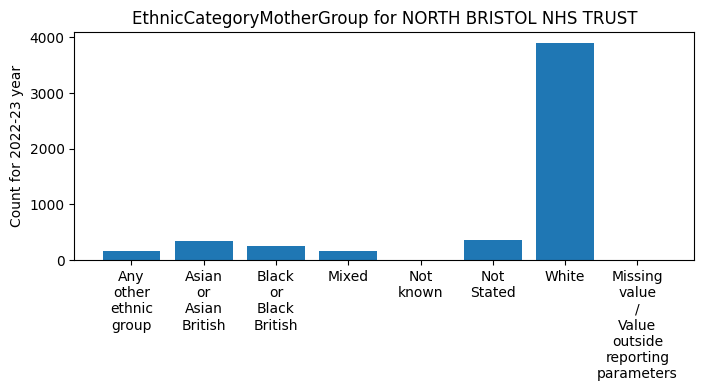 EthnicCategoryMotherGroup for NORTH BRISTOL NHS TRUST
Count for 2022-23 year
4000
3000
2000
1000
0
Any
other
ethnic
group
Asian
or
Asian
British
Black
or
Black
British
Mixed
Not
known
Not
Stated
White
Missing
value
/
Value
outside
reporting
parameters